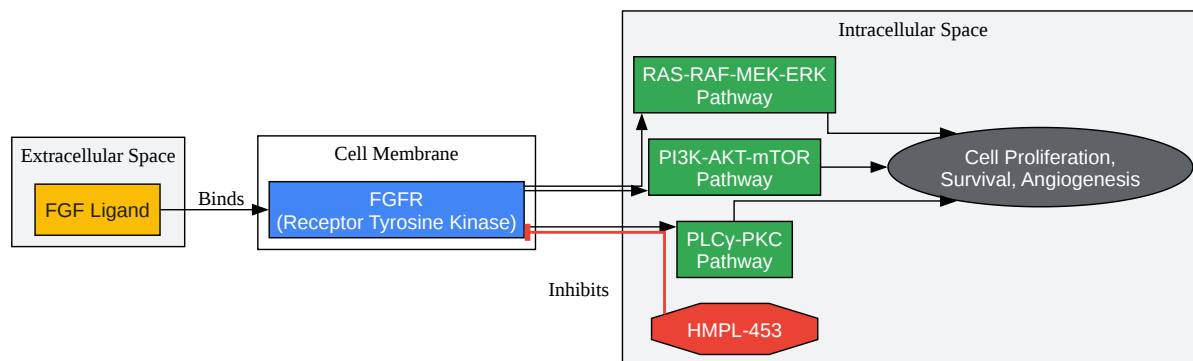 Extracellular Space
FGF Ligand
Binds
Cell Membrane
FGFR
(Receptor Tyrosine Kinase)
Inhibits
Intracellular Space
RAS-RAF-MEK-ERK
Pathway
PI3K-AKT-mTOR
Pathway
PLCγ-PKC
Pathway
HMPL-453
Cell Proliferation,
Survival, Angiogenesis